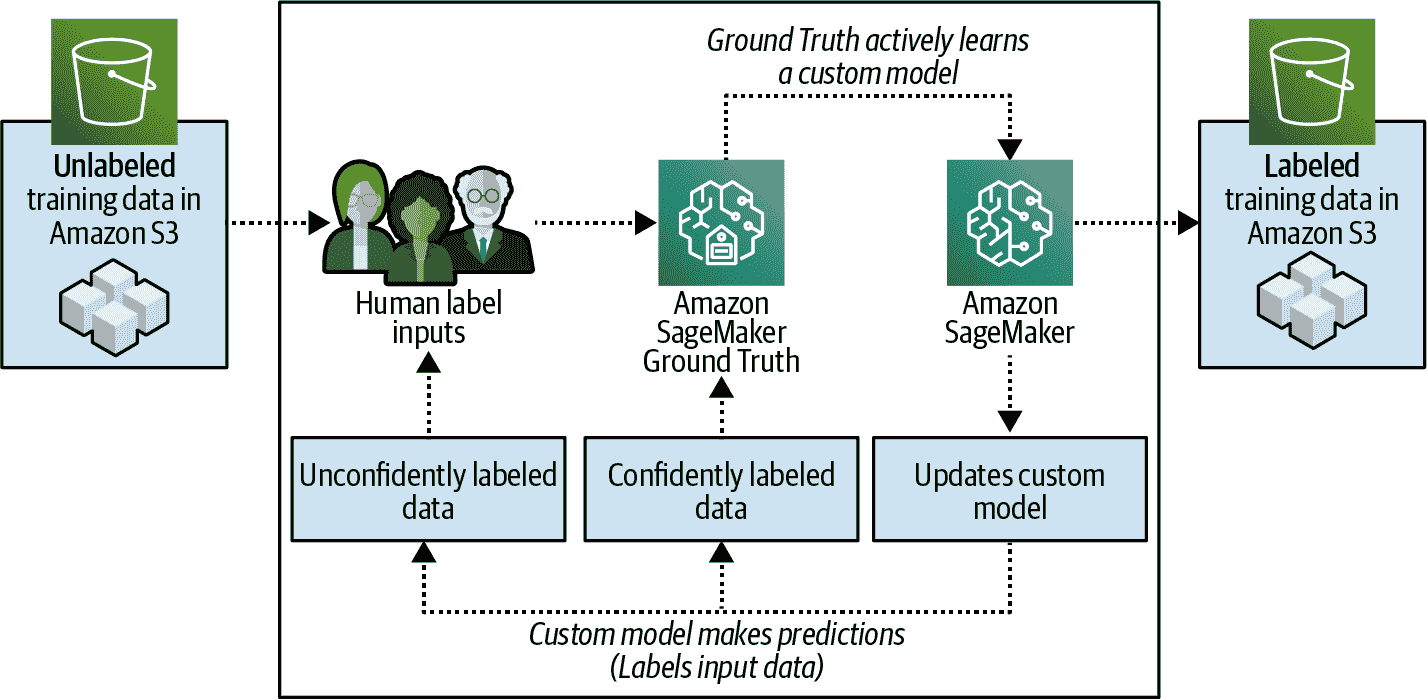 Unlabeled
training data in
Amazon S3
Ground Truth actively learns
a custom model
Human label
inputs
Amazon
SageMaker
Ground Truth
Amazon
SageMaker
Labeled
training data in
Amazon S3
Unconfidently labeled
data
Confidently labeled
data
Updates custom
model
Custom model makes predictions
(Labels input data)